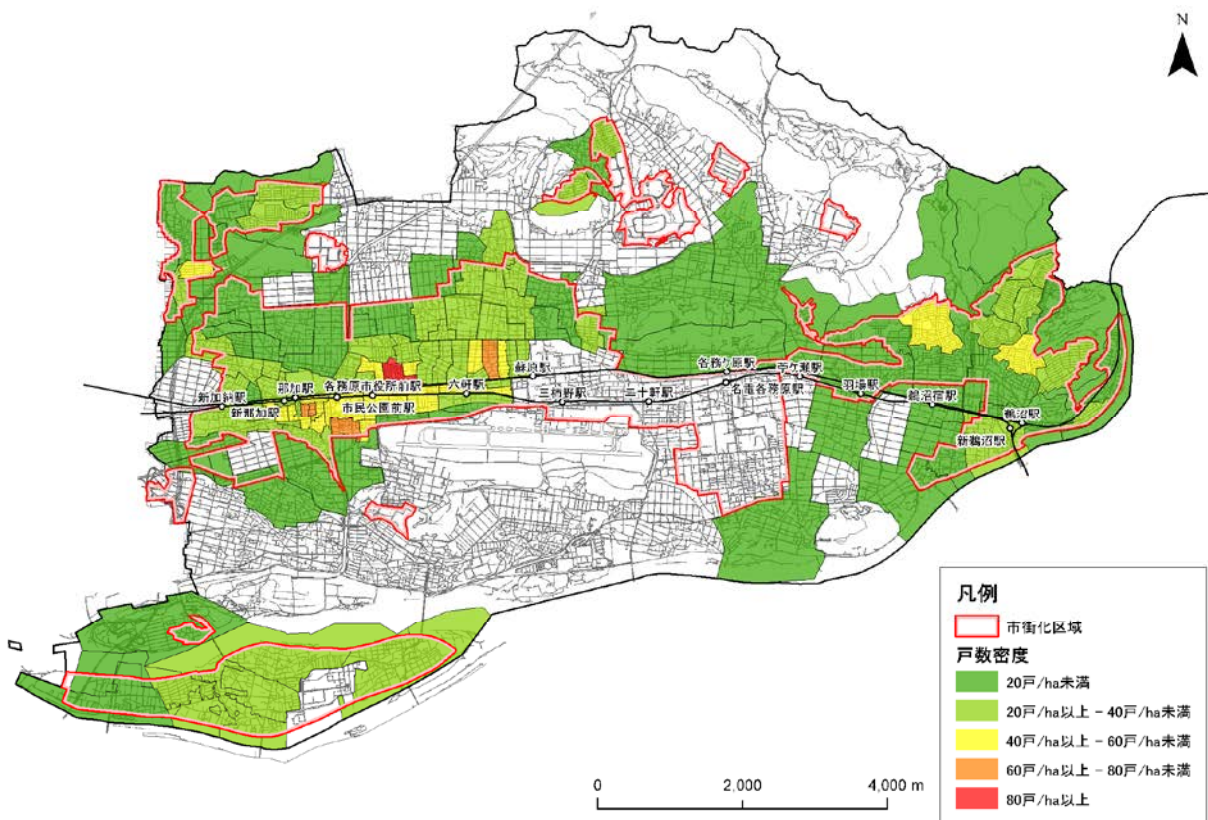 N
各務ケ原駅
苧ケ瀬駅
蘇原駅
名電各務原駅
羽場駅
那加駅
各務原市役所前駅
六軒駅
三柿野駅
二十軒駅
鵜沼宿駅
新加納駅
新那加駅
市民公園前駅
鵜沼駅
新鵜沼駅
凡例
市街化区域
戸数密度
20戸/ha未満
20戸/ha以上 - 40戸/ha未満
40戸/ha以上 - 60戸/ha未満
60戸/ha以上 - 80戸/ha未満
80戸/ha以上
0 2,000 4,000 m